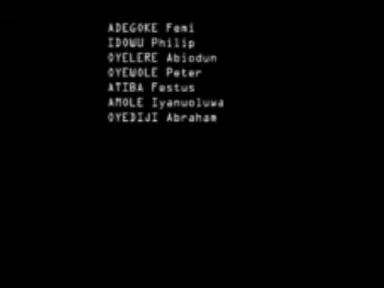 ADEGOKE Femi
IDOWU Philip
OYELERE Abiodun
OYEWOLE Peter
ATIBA Festus
AMOLE Iyanuoluwa
OYEDIJI Abraham